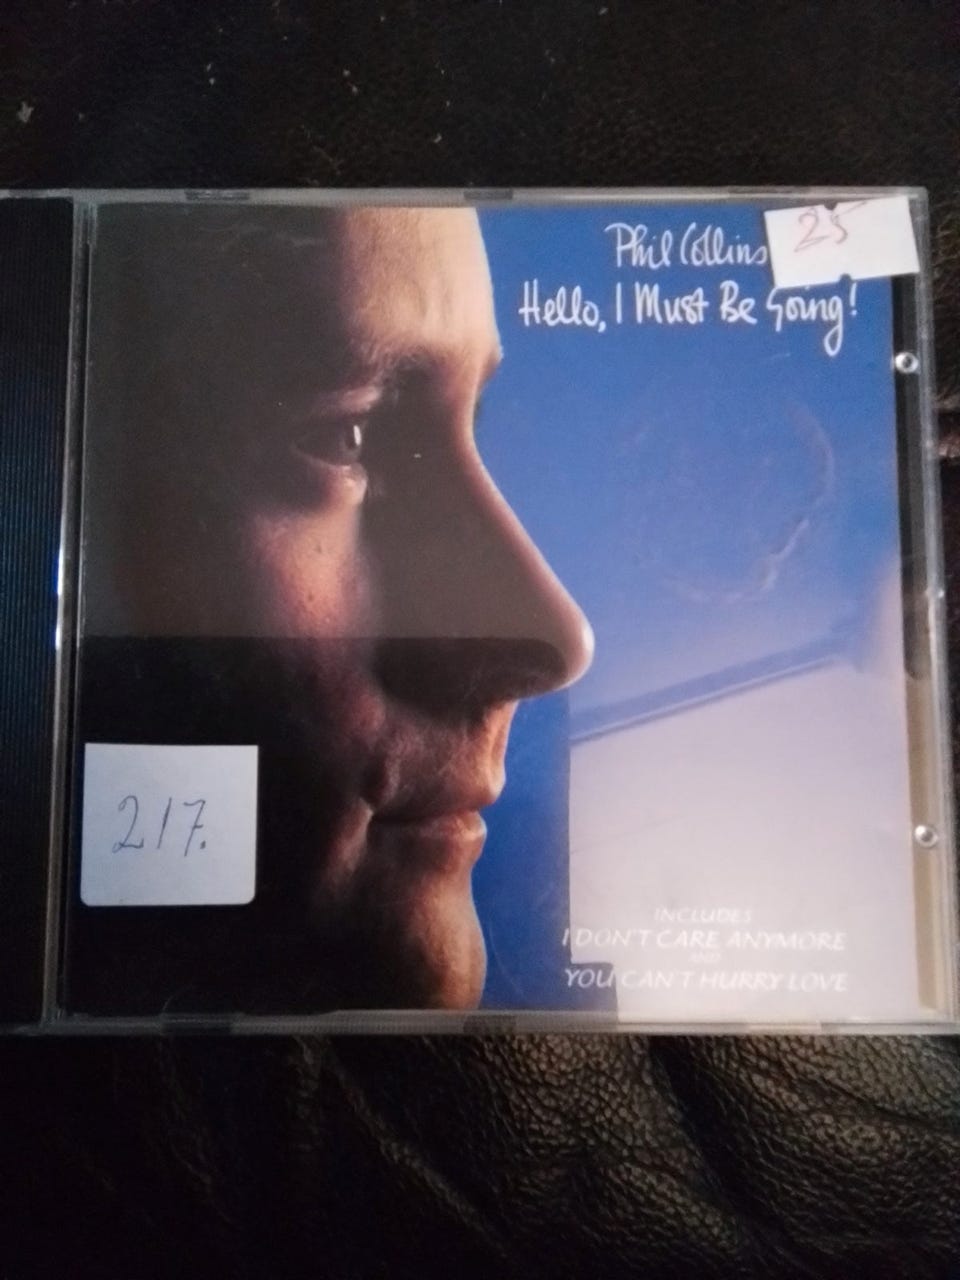 Phil Collins
25
Hello, I Must Be Going!
217.
INCLUDES
I DON'T CARE ANYMORE
AND
YOU CAN'T HURRY LOVE